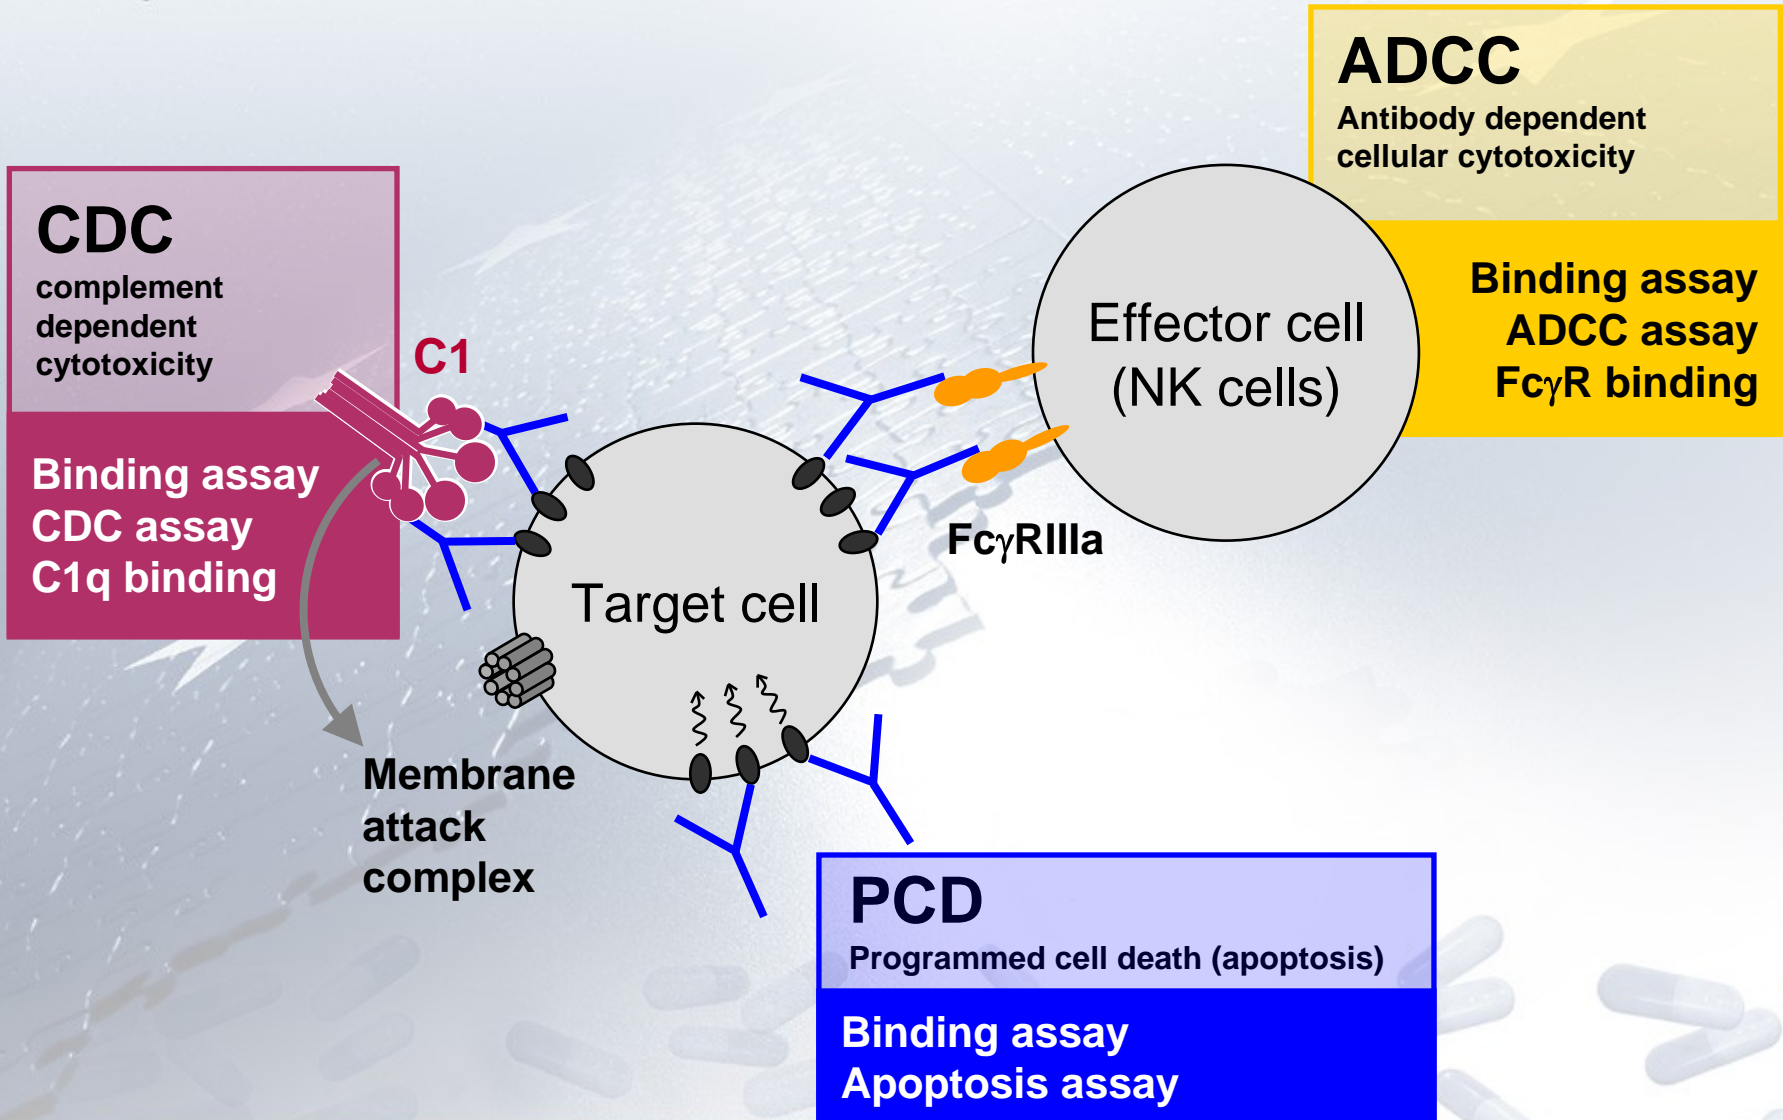 ADCC
Antibody dependent
cellular cytotoxicity
Binding assay
ADCC assay
FcγR binding
CDC
complement
dependent
cytotoxicity
Binding assay
CDC assay
C1q binding
C1
Effector cell
(NK cells)
FcγRIIIa
Target cell
Membrane
attack
complex
PCD
Programmed cell death (apoptosis)
Binding assay
Apoptosis assay